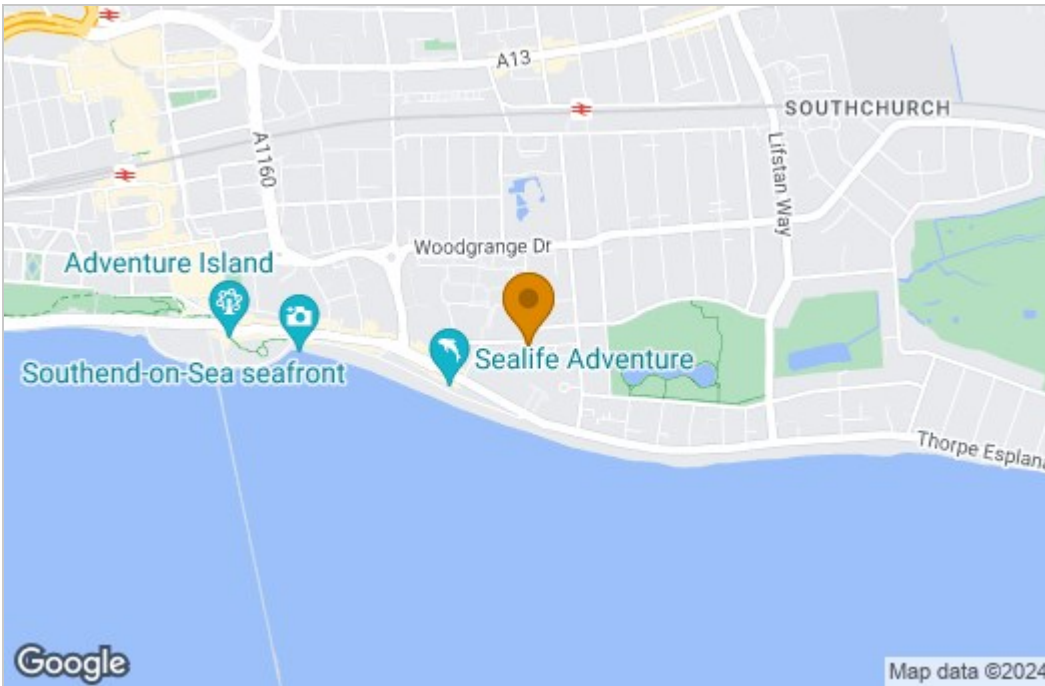 A13
SOUTHCHURCH
A1160
Lifstan Way
Woodgrange Dr
Adventure Island
Sealife Adventure
Southend-on-Sea seafront
Thorpe Esplana
Google
Map data ©2024